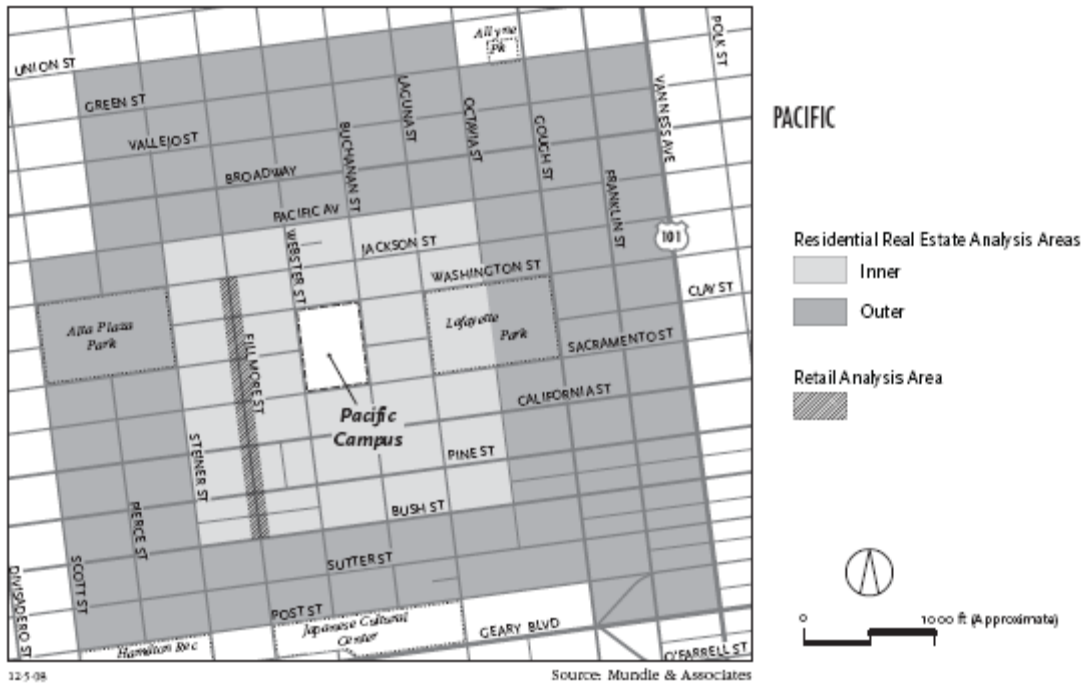 UNION ST
GREEN ST
VALLEJO ST
BROADWAY
PACIFIC AV
JACKSON ST
WASHINGTON ST
CLAY ST
SACRAMENTO ST
CALIFORNIA ST
PINE ST
BUSH ST
SUTTER ST
POST ST
GEARY BLVD
O'FARRELL ST
DIVISADERO ST
SCOTT ST
PIERCE ST
STEINER ST
FILLMORE ST
WEBSTER ST
BUCHANAN ST
LAGUNA ST
OCTAVIA ST
GOUGH ST
FRANKLIN ST
VAN NESS AVE
POLK ST
101
Allyne
Pk
Alta Plaza
Park
Lafayette
Park
Pacific
Campus
Hamilton Rec
Japanese Cultural
Center
PACIFIC
Residential Real Estate Analysis Areas
Inner
Outer
Retail Analysis Area
0 1000 ft (Approximate)
12-5-08
Source: Mundie & Associates